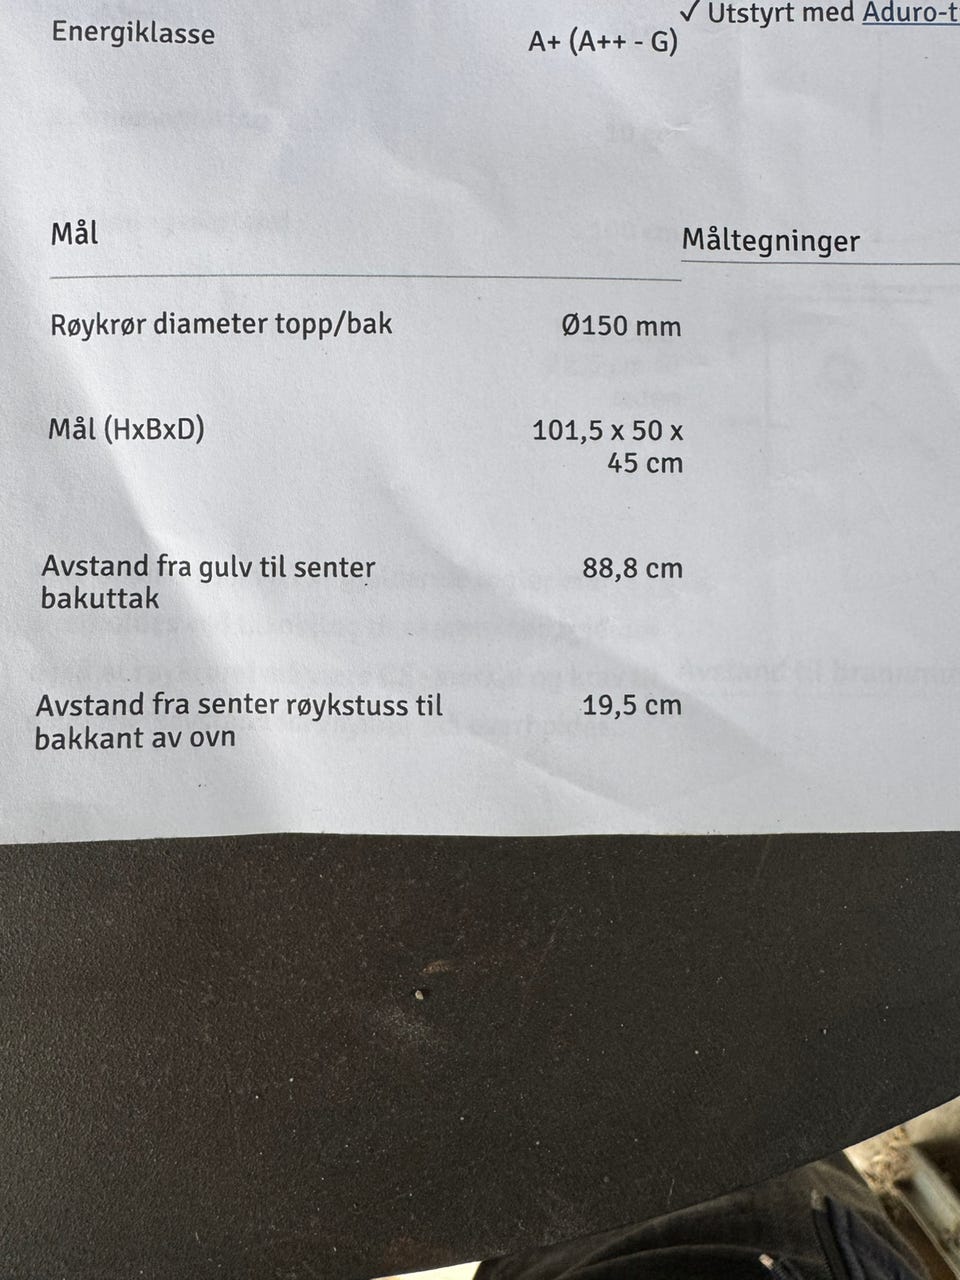 ✓ Utstyrt med Aduro-t
Energiklasse A+ (A++ - G)
Mål
Måltegninger
Røykrør diameter topp/bak Ø150 mm
Mål (HxBxD) 101,5 x 50 x
45 cm
Avstand fra gulv til senter 88,8 cm
bakuttak
Avstand fra senter røykstuss til 19,5 cm
bakkant av ovn